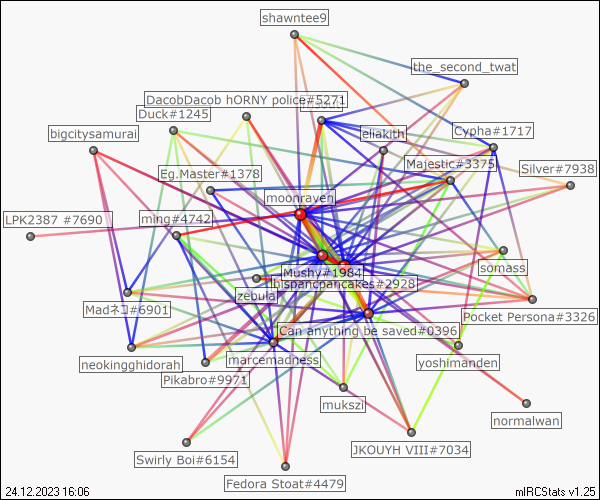 shawntee9
the_second_twat
DacobDacob hORNY police#5271
Duck#1245
bigcitysamurai
eliakith
Cypha#1717
Majestic#3375
Silver#7938
Eg.Master#1378
moonraven
LPK2387 #7690
ming#4742
somass
Mushy#1984
lbispancpancakes#2928
zebulal
Madネコ#6901
Pocket Persona#3326
Can anything be saved#0396
neokingghidorah
marcemadness
yoshimanden
Pikabro#9971
mukszi
normalwan
JKOUYH VIII#7034
Swirly Boi#6154
Fedora Stoat#4479
24.12.2023 16:06
mIRCStats v1.25